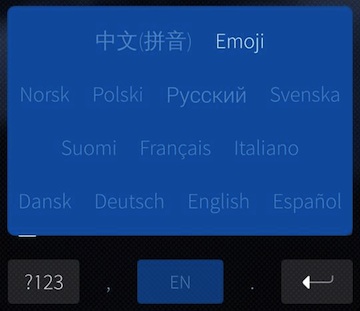 中文(拼音) Emoji
Norsk Polski Русский Svenska
Suomi Français Italiano
Dansk Deutsch English Español
?123 , EN .